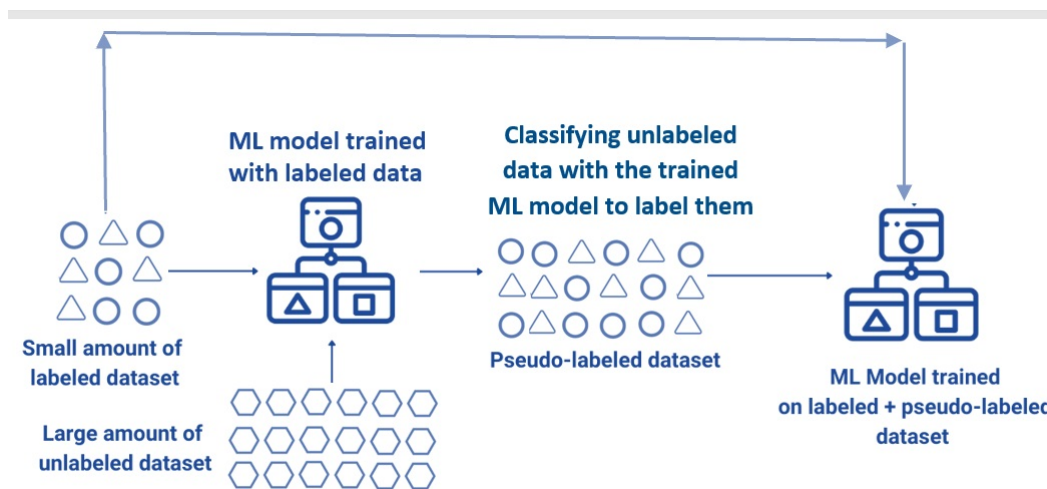 ML model trained
with labeled data
Classifying unlabeled
data with the trained
ML model to label them
Small amount of
labeled dataset
Pseudo-labeled dataset
Large amount of
unlabeled dataset
ML Model trained
on labeled + pseudo-labeled
dataset